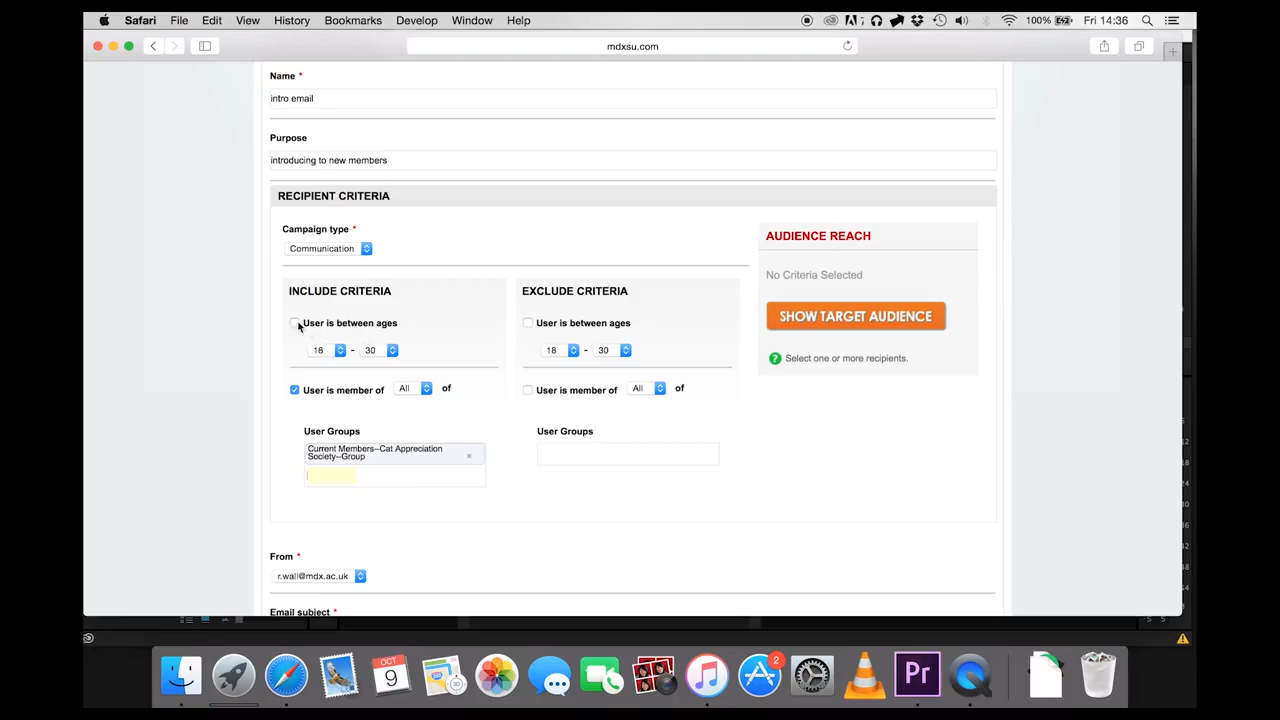 Safari File Edit View History Bookmarks Develop Window Help 100% Fri 14:36
mdxsu.com
Name *
intro email
Purpose
introducing to new members
RECIPIENT CRITERIA
Campaign type *
Communication
AUDIENCE REACH
No Criteria Selected
SHOW TARGET AUDIENCE
? Select one or more recipients.
INCLUDE CRITERIA
User is between ages
18 - 30
User is member of All of
User Groups
Current Members--Cat Appreciation
Society--Group ×
EXCLUDE CRITERIA
User is between ages
18 - 30
User is member of All of
User Groups
From *
r.wall@mdx.ac.uk
Email subject *
OCT
9
2
Pr